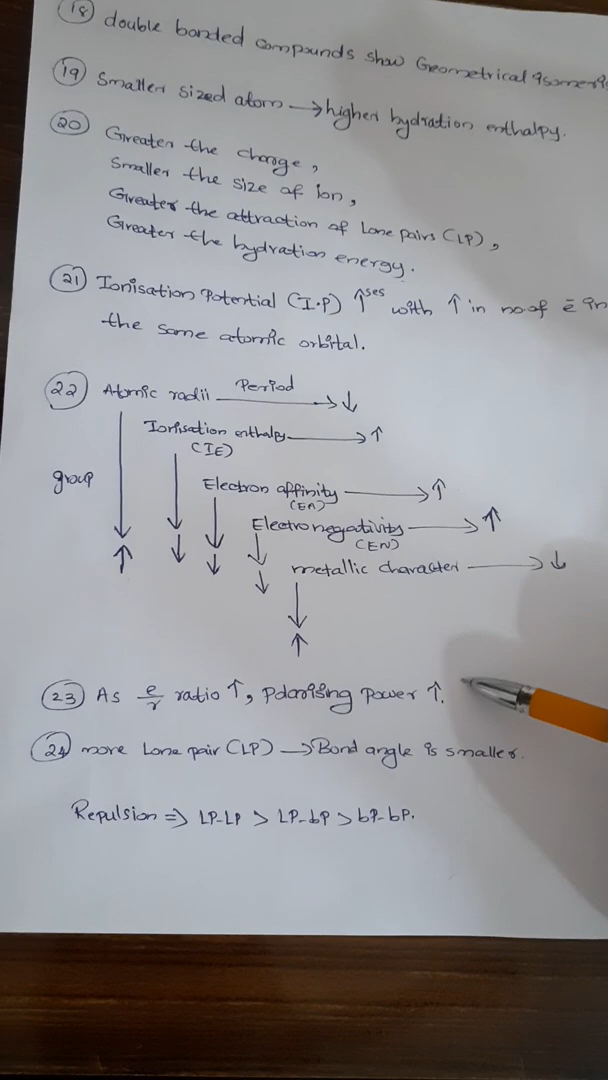 (18) double bonded compounds show Geometrical
(19) Smaller sized atom → higher hydration enthalpy.
(20) Greater the charge,
Smaller the size of ion,
Greater the attraction of Lone pairs (LP),
Greater the hydration energy.
(21) Ionisation Potential (I.P) ↑ses with ↑ in no of ē in
the same atomic orbital.
(22) Atomic radii Period → ↓
Ionisation enthalpy → ↑
(IE)
group
Electron affinity → ↑
(EA)
Electronegativity → ↑
(EN)
↑ ↓ ↓ ↓
metallic character → ↓
↑
(23) As e/r ratio ↑, Polarising Power ↑.
(24) more Lone pair (LP) → Bond angle is smaller.
Repulsion ⇒ LP-LP > LP-bP > bP-bP.